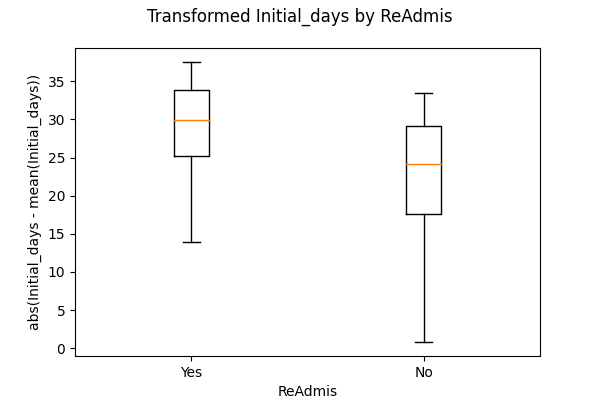 Transformed Initial_days by ReAdmis
abs(Initial_days - mean(Initial_days))
35
30
25
20
15
10
5
0
Yes
No
ReAdmis